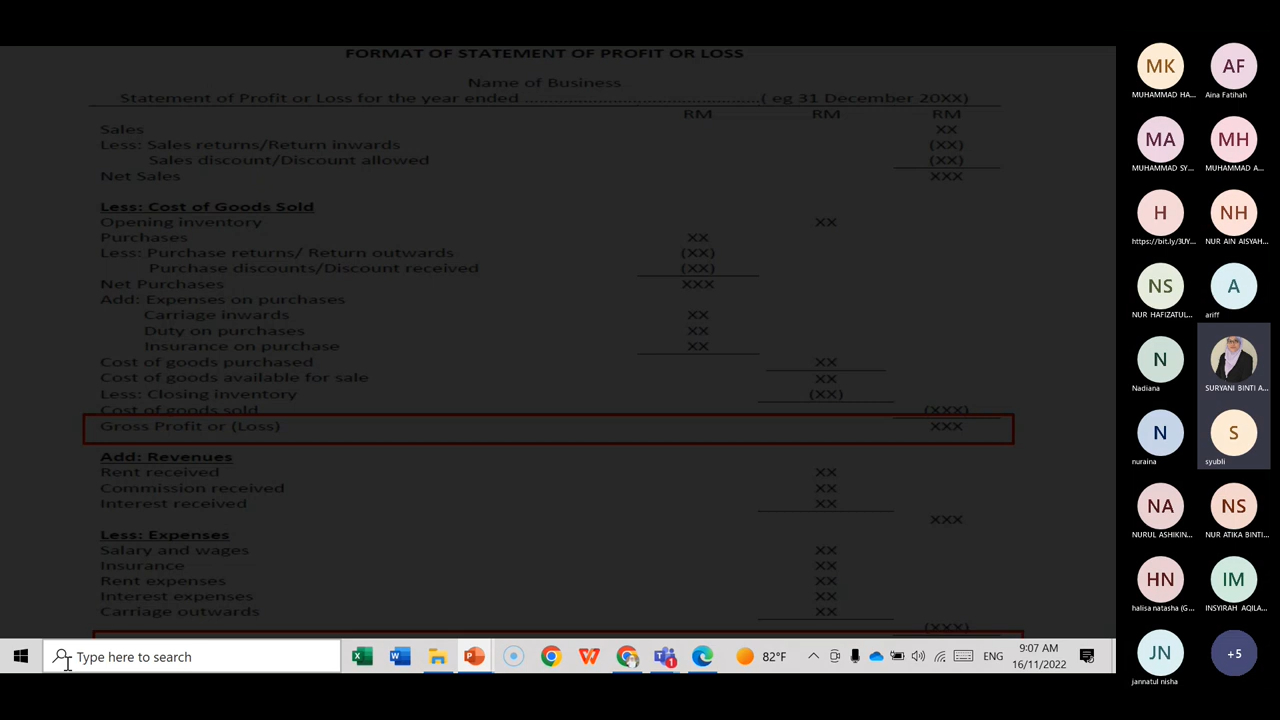 FORMAT OF STATEMENT OF PROFIT OR LOSS
Name of Business
Statement of Profit or Loss for the year ended ......................................................( eg 31 December 20XX)
RM RM RM
Sales XX
Less: Sales returns/Return inwards (XX)
Sales discount/Discount allowed (XX)
Net Sales XXX
Less: Cost of Goods Sold
Opening inventory XX
Purchases XX
Less: Purchase returns/ Return outwards (XX)
Purchase discounts/Discount received (XX)
Net Purchases XXX
Add: Expenses on purchases
Carriage inwards XX
Duty on purchases XX
Insurance on purchase XX
Cost of goods purchased XX
Cost of goods available for sale XX
Less: Closing inventory (XX)
Cost of goods sold (XXX)
Gross Profit or (Loss) XXX
Add: Revenues
Rent received XX
Commission received XX
Interest received XX
XXX
Less: Expenses
Salary and wages XX
Insurance XX
Rent expenses XX
Interest expenses XX
Carriage outwards XX
(XXX)
Type here to search
1
82°F
ENG
9:07 AM
16/11/2022
MK AF
MUHAMMAD HA... Aina Fatihah
MA MH
MUHAMMAD SY... MUHAMMAD A...
H NH
https://bit.ly/3UY... NUR AIN AISYAH...
NS A
NUR HAFIZATUL... ariff
N
Nadiana SURYANI BINTI A...
N S
nuraina syubli
NA NS
NURUL ASHIKIN... NUR ATIKA BINTI...
HN IM
halisa natasha (G... INSYIRAH AQILA...
JN +5
jannatul nisha